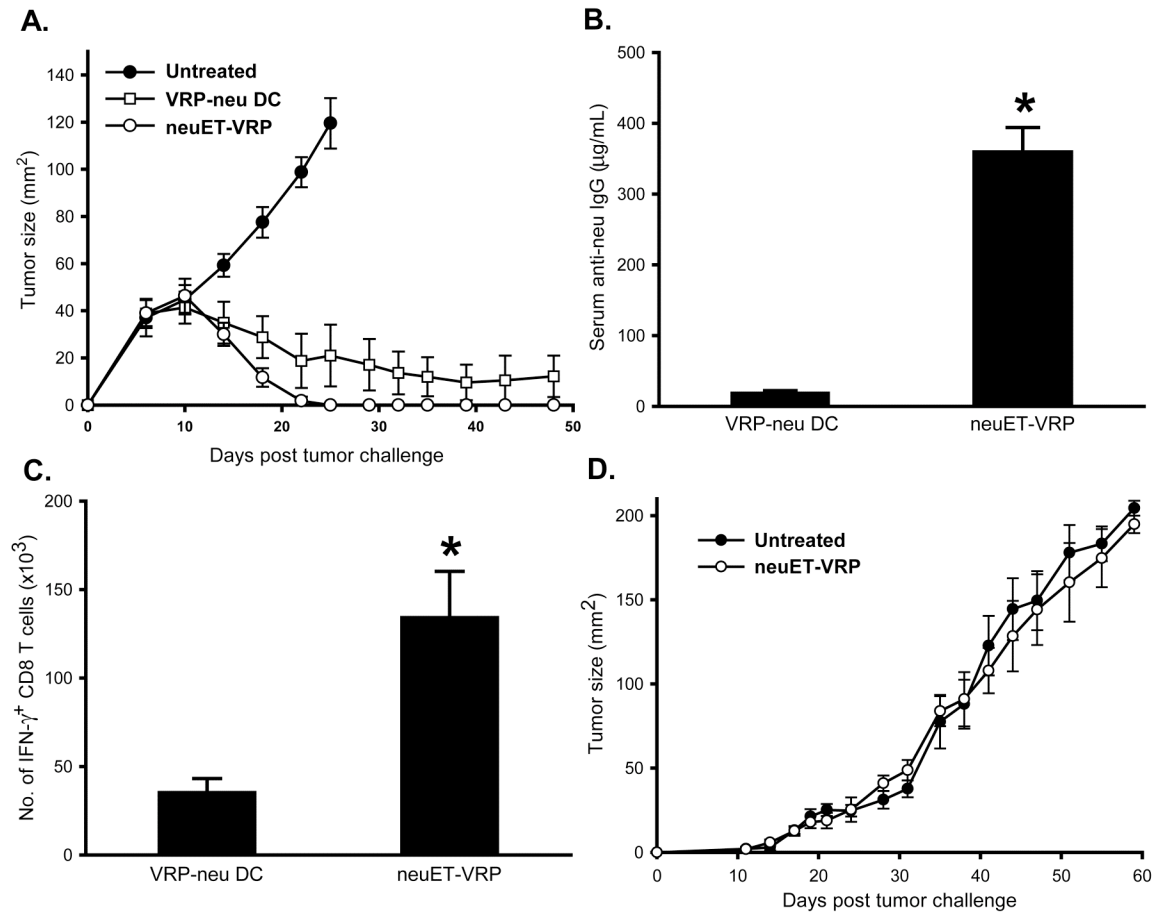 A.
Untreated
VRP-neu DC
neuET-VRP
Tumor size (mm2)
140
120
100
80
60
40
20
0
0 10 20 30 40 50
Days post tumor challenge
B.
Serum anti-neu IgG (µg/mL)
500
400
300
200
100
0
*
VRP-neu DC neuET-VRP
C.
No. of IFN-γ+ CD8 T cells (x103)
200
150
100
50
0
*
VRP-neu DC neuET-VRP
D.
Untreated
neuET-VRP
Tumor size (mm2)
200
150
100
50
0
0 10 20 30 40 50 60
Days post tumor challenge